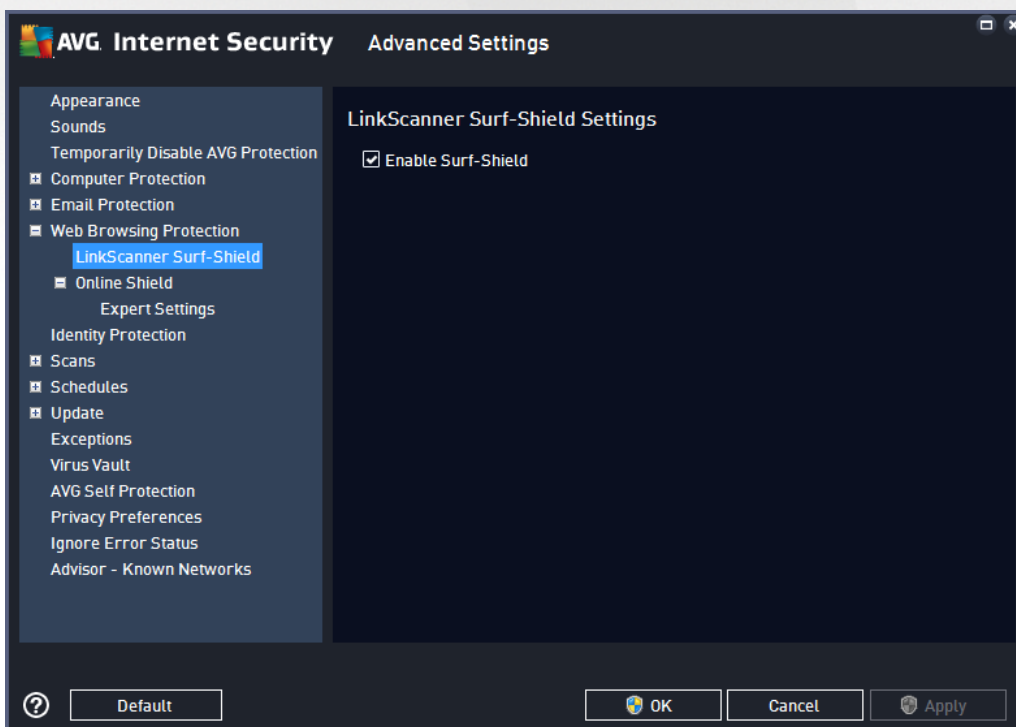 AVG. Internet Security Advanced Settings
Appearance
Sounds
Temporarily Disable AVG Protection
Computer Protection
Email Protection
Web Browsing Protection
LinkScanner Surf-Shield
Online Shield
Expert Settings
Identity Protection
Scans
Schedules
Update
Exceptions
Virus Vault
AVG Self Protection
Privacy Preferences
Ignore Error Status
Advisor - Known Networks
LinkScanner Surf-Shield Settings
Enable Surf-Shield
? Default OK Cancel Apply